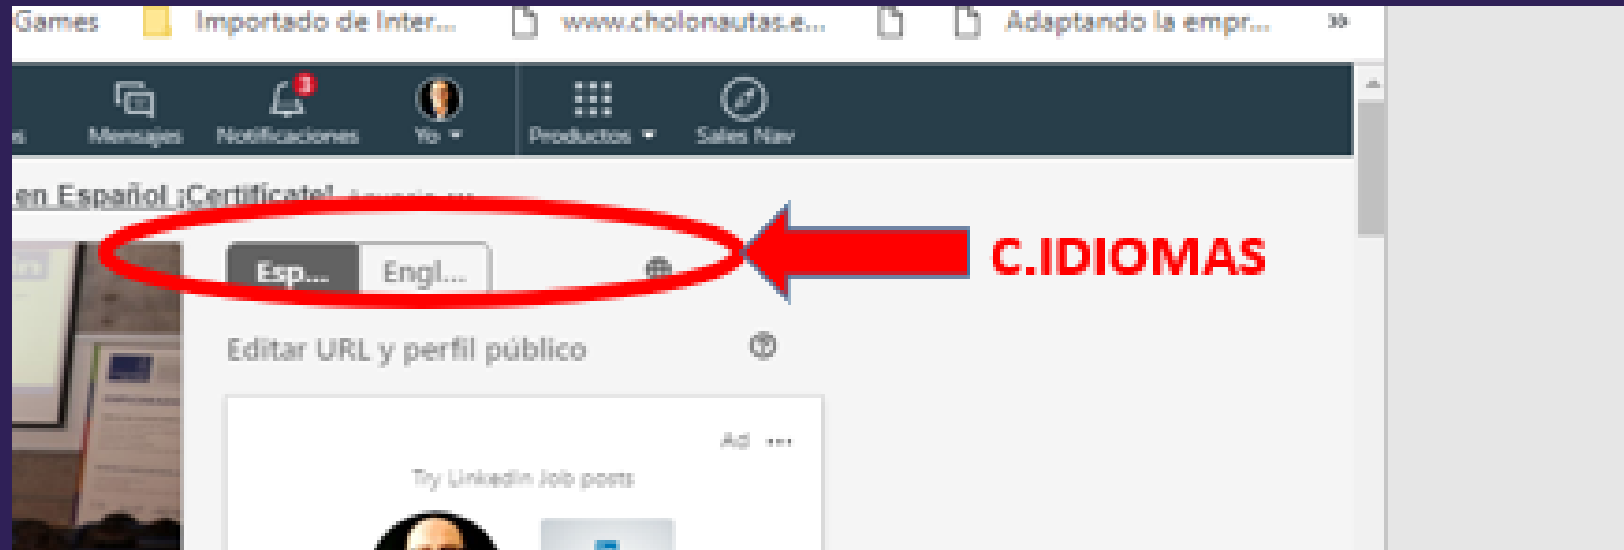 Games Importado de Inter... www.cholonautas.e... Adaptando la empr... »
3
Mensajes Notificaciones Yo Productos Sales Nav
en Español ¡Certifícate!
Esp... Engl...
C.IDIOMAS
Editar URL y perfil público
Ad ...
Try LinkedIn Job posts